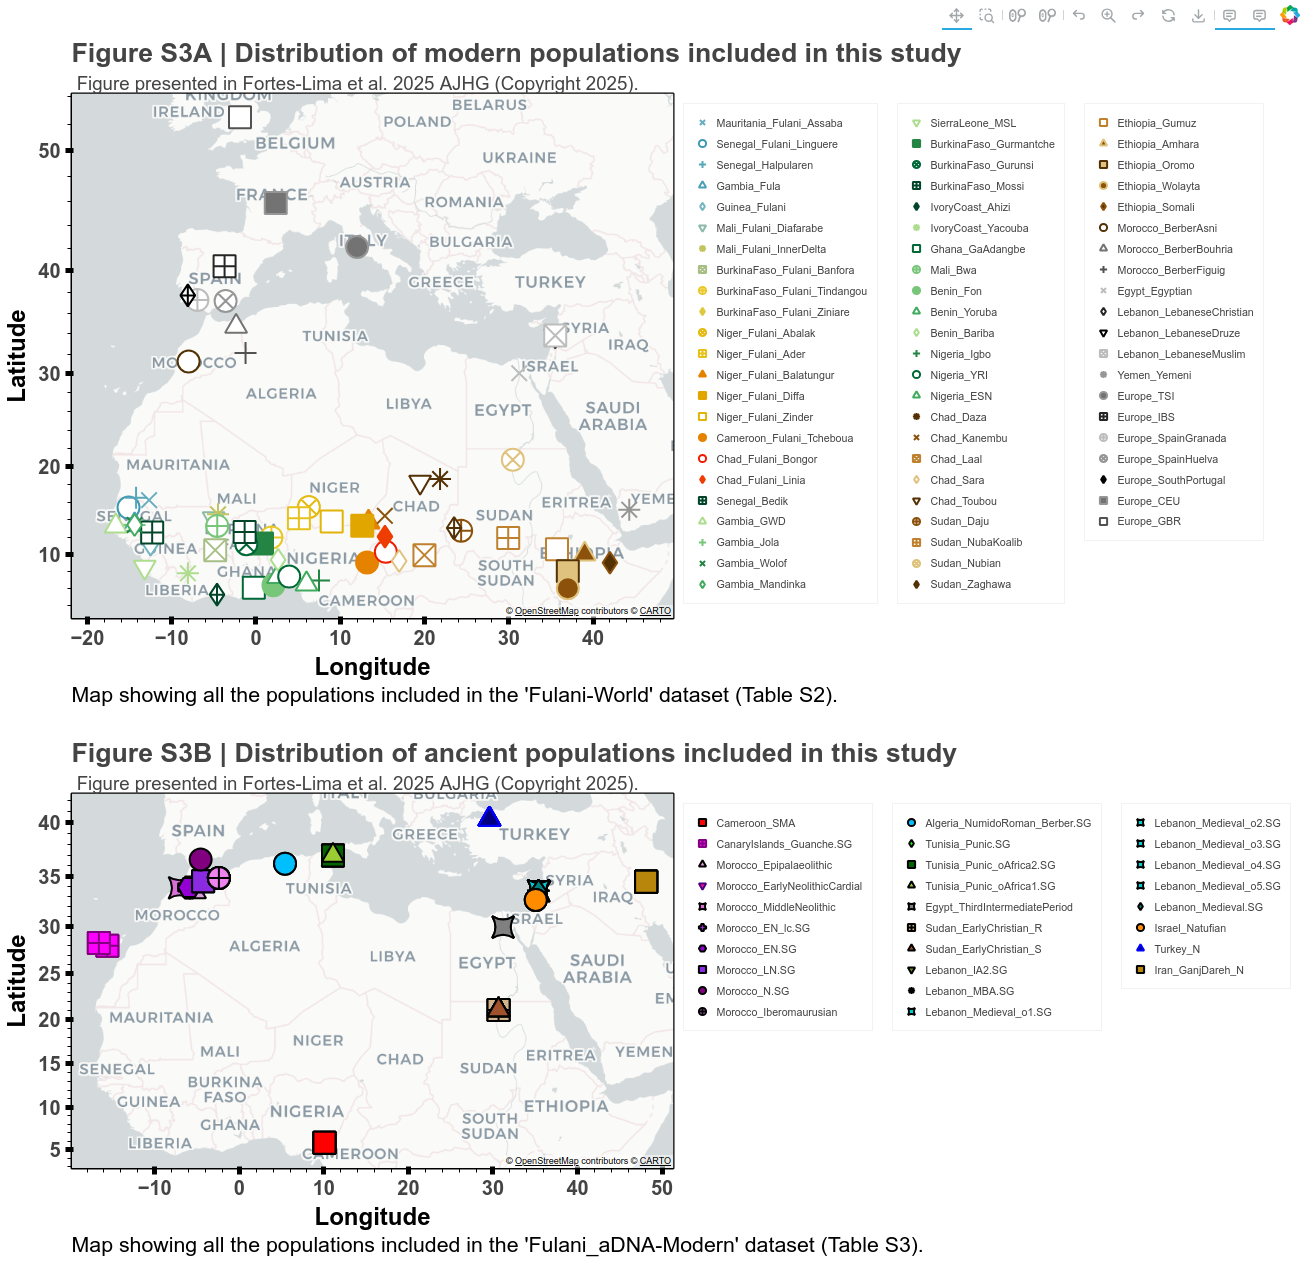 Figure S3A | Distribution of modern populations included in this study
Figure presented in Fortes-Lima et al. 2025 AJHG (Copyright 2025).
KINGDOM
IRELAND
BELARUS
POLAND
BELGIUM
UKRAINE
FRANCE
AUSTRIA
ROMANIA
ITALY
BULGARIA
SPAIN
GREECE
TURKEY
TUNISIA
SYRIA
IRAQ
MOROCCO
ISRAEL
ALGERIA
LIBYA
EGYPT
SAUDI
ARABIA
MAURITANIA
MALI
NIGER
CHAD
SUDAN
ERITREA
YEME
SENEGAL
GUINEA
NIGERIA
ETHIOPIA
GHANA
SOUTH
SUDAN
LIBERIA
CAMEROON
© OpenStreetMap contributors © CARTO
50
40
30
20
10
Latitude
−20
−10
0
10
20
30
40
Longitude
Mauritania_Fulani_Assaba
Senegal_Fulani_Linguere
Senegal_Halpularen
Gambia_Fula
Guinea_Fulani
Mali_Fulani_Diafarabe
Mali_Fulani_InnerDelta
BurkinaFaso_Fulani_Banfora
BurkinaFaso_Fulani_Tindangou
BurkinaFaso_Fulani_Ziniare
Niger_Fulani_Abalak
Niger_Fulani_Ader
Niger_Fulani_Balatungur
Niger_Fulani_Diffa
Niger_Fulani_Zinder
Cameroon_Fulani_Tcheboua
Chad_Fulani_Bongor
Chad_Fulani_Linia
Senegal_Bedik
Gambia_GWD
Gambia_Jola
Gambia_Wolof
Gambia_Mandinka
SierraLeone_MSL
BurkinaFaso_Gurmantche
BurkinaFaso_Gurunsi
BurkinaFaso_Mossi
IvoryCoast_Ahizi
IvoryCoast_Yacouba
Ghana_GaAdangbe
Mali_Bwa
Benin_Fon
Benin_Yoruba
Benin_Bariba
Nigeria_Igbo
Nigeria_YRI
Nigeria_ESN
Chad_Daza
Chad_Kanembu
Chad_Laal
Chad_Sara
Chad_Toubou
Sudan_Daju
Sudan_NubaKoalib
Sudan_Nubian
Sudan_Zaghawa
Ethiopia_Gumuz
Ethiopia_Amhara
Ethiopia_Oromo
Ethiopia_Wolayta
Ethiopia_Somali
Morocco_BerberAsni
Morocco_BerberBouhria
Morocco_BerberFiguig
Egypt_Egyptian
Lebanon_LebaneseChristian
Lebanon_LebaneseDruze
Lebanon_LebaneseMuslim
Yemen_Yemeni
Europe_TSI
Europe_IBS
Europe_SpainGranada
Europe_SpainHuelva
Europe_SouthPortugal
Europe_CEU
Europe_GBR
Map showing all the populations included in the 'Fulani-World' dataset (Table S2).
Figure S3B | Distribution of ancient populations included in this study
Figure presented in Fortes-Lima et al. 2025 AJHG (Copyright 2025).
ITALY
BULGARIA
SPAIN
GREECE
TURKEY
TUNISIA
SYRIA
IRAQ
MOROCCO
ISRAEL
ALGERIA
LIBYA
EGYPT
SAUDI
ARABIA
MAURITANIA
MALI
NIGER
CHAD
SUDAN
ERITREA
YEMEN
SENEGAL
BURKINA
FASO
GUINEA
NIGERIA
ETHIOPIA
GHANA
SOUTH
SUDAN
LIBERIA
CAMEROON
© OpenStreetMap contributors © CARTO
40
35
30
25
20
15
10
5
Latitude
−10
0
10
20
30
40
50
Longitude
Cameroon_SMA
CanaryIslands_Guanche.SG
Morocco_Epipalaeolithic
Morocco_EarlyNeolithicCardial
Morocco_MiddleNeolithic
Morocco_EN_lc.SG
Morocco_EN.SG
Morocco_LN.SG
Morocco_N.SG
Morocco_Iberomaurusian
Algeria_NumidoRoman_Berber.SG
Tunisia_Punic.SG
Tunisia_Punic_oAfrica2.SG
Tunisia_Punic_oAfrica1.SG
Egypt_ThirdIntermediatePeriod
Sudan_EarlyChristian_R
Sudan_EarlyChristian_S
Lebanon_IA2.SG
Lebanon_MBA.SG
Lebanon_Medieval_o1.SG
Lebanon_Medieval_o2.SG
Lebanon_Medieval_o3.SG
Lebanon_Medieval_o4.SG
Lebanon_Medieval_o5.SG
Lebanon_Medieval.SG
Israel_Natufian
Turkey_N
Iran_GanjDareh_N
Map showing all the populations included in the 'Fulani_aDNA-Modern' dataset (Table S3).